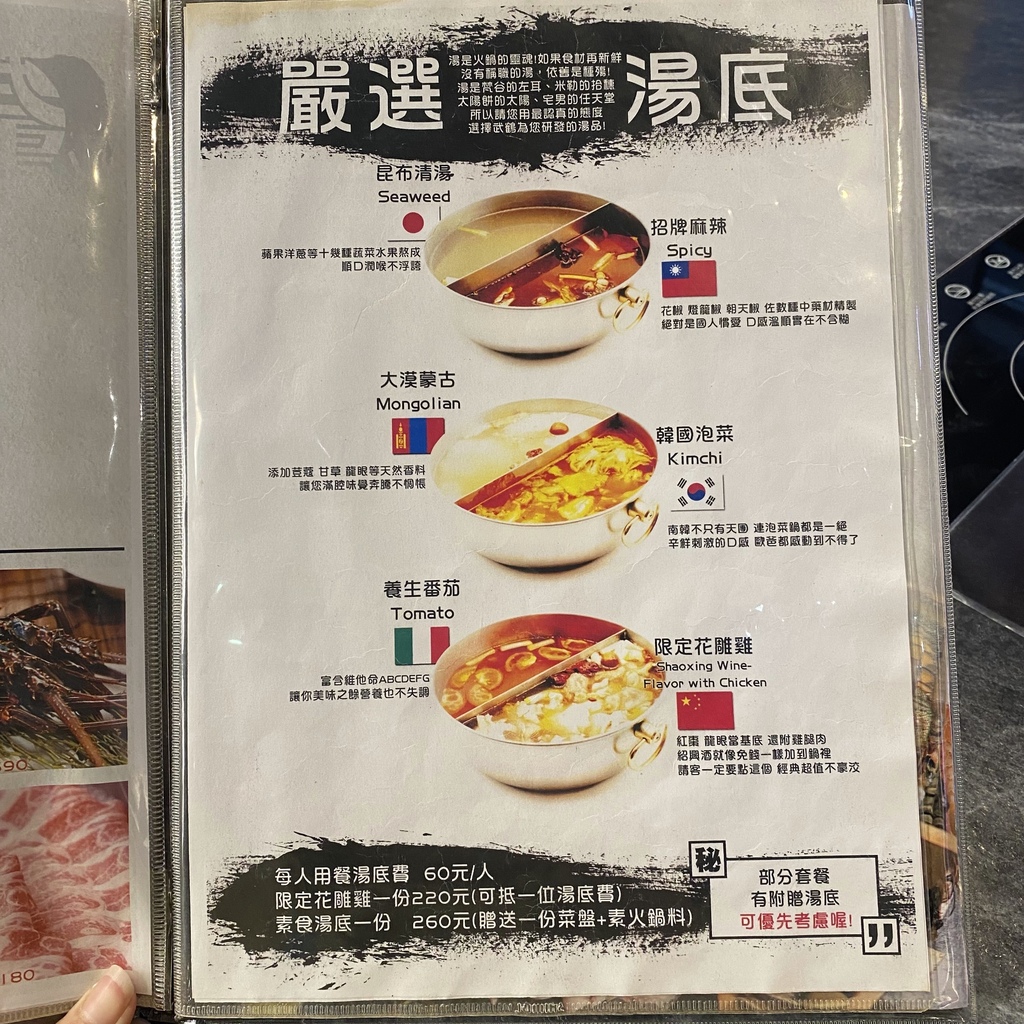 嚴選
湯是火鍋的靈魂!如果食材再新鮮
沒有稱職的湯,依舊是種殤!
湯是梵谷的左耳、米勒的拾穗
太陽餅的太陽、宅男的任天堂
所以請您用最認真的態度
選擇武鶴為您研發的湯品!
湯底
昆布清湯
Seaweed
蘋果洋蔥等十幾種蔬菜水果熬成
順口潤喉不浮誇
招牌麻辣
Spicy
花椒 燈籠椒 朝天椒 佐數種中藥材精製
絕對是國人慣愛 口感溫順實在不含糊
大漠蒙古
Mongolian
添加荳蔻 甘草 龍眼等天然香料
讓您滿腔味覺奔騰不惆悵
韓國泡菜
Kimchi
南韓不只有天團 連泡菜鍋都是一絕
辛鮮刺激的口感 歐爸都感動到不得了
養生番茄
Tomato
富含維他命ABCDEFG
讓你美味之餘營養也不失調
限定花雕雞
Shaoxing Wine-
Flavor with Chicken
紅棗 龍眼當基底 還附雞腿肉
紹興酒就像免錢一樣加到鍋裡
請客一定要點這個 經典超值不豪洨
每人用餐湯底費 60元/人
限定花雕雞一份220元(可抵一位湯底費)
素食湯底一份 260元(贈送一份菜盤+素火鍋料)
秘
部分套餐
有附贈湯底
可優先考慮喔!
90
180